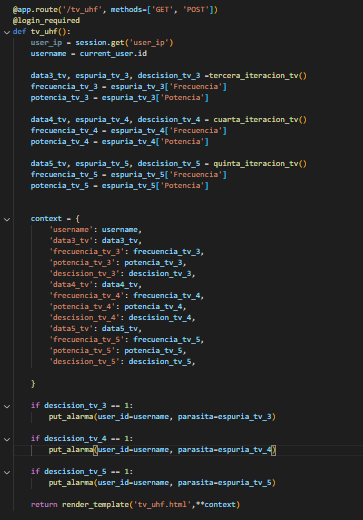 @app.route('/tv_uhf', methods=['GET', 'POST'])
@login_required
def tv_uhf():
    user_ip = session.get('user_ip')
    username = current_user.id

    data3_tv, espuria_tv_3, descision_tv_3 =tercera_iteracion_tv()
    frecuencia_tv_3 = espuria_tv_3['Frecuencia']
    potencia_tv_3 = espuria_tv_3['Potencia']

    data4_tv, espuria_tv_4, descision_tv_4 = cuarta_iteracion_tv()
    frecuencia_tv_4 = espuria_tv_4['Frecuencia']
    potencia_tv_4 = espuria_tv_4['Potencia']

    data5_tv, espuria_tv_5, descision_tv_5 = quinta_iteracion_tv()
    frecuencia_tv_5 = espuria_tv_5['Frecuencia']
    potencia_tv_5 = espuria_tv_5['Potencia']

    context = {
        'username': username,
        'data3_tv': data3_tv,
        'frecuencia_tv_3': frecuencia_tv_3,
        'potencia_tv_3': potencia_tv_3,
        'descision_tv_3': descision_tv_3,
        'data4_tv': data4_tv,
        'frecuencia_tv_4': frecuencia_tv_4,
        'potencia_tv_4': potencia_tv_4,
        'descision_tv_4': descision_tv_4,
        'data5_tv': data5_tv,
        'frecuencia_tv_5': frecuencia_tv_5,
        'potencia_tv_5': potencia_tv_5,
        'descision_tv_5': descision_tv_5,

    }

    if descision_tv_3 == 1:
        put_alarma(user_id=username, parasita=espuria_tv_3)

    if descision_tv_4 == 1:
        put_alarma(user_id=username, parasita=espuria_tv_4)

    if descision_tv_5 == 1:
        put_alarma(user_id=username, parasita=espuria_tv_5)

    return render_template('tv_uhf.html',**context)